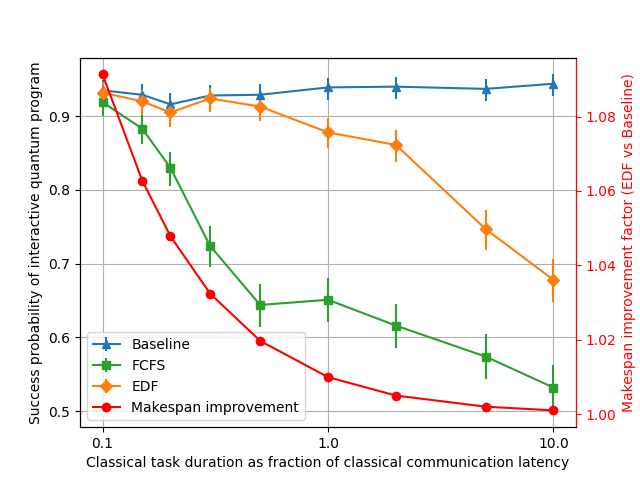 Success probability of interactive quantum program
0.9
0.8
0.7
0.6
0.5
1.08
1.06
1.04
1.02
1.00
Makespan improvement factor (EDF vs Baseline)
Baseline
FCFS
EDF
Makespan improvement
0.1
1.0
10.0
Classical task duration as fraction of classical communication latency